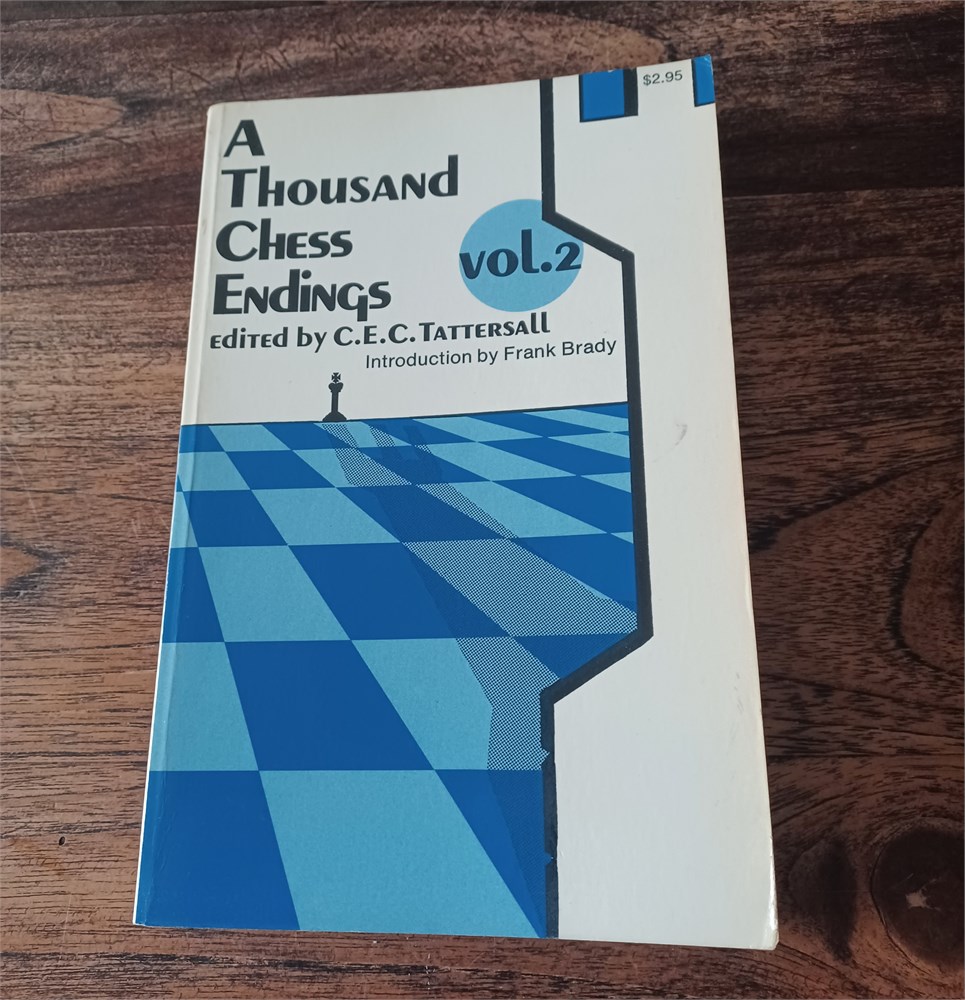 $2.95
A
Thousand
Chess
Endings
vol.2
edited by C.E.C. Tattersall
Introduction by Frank Brady